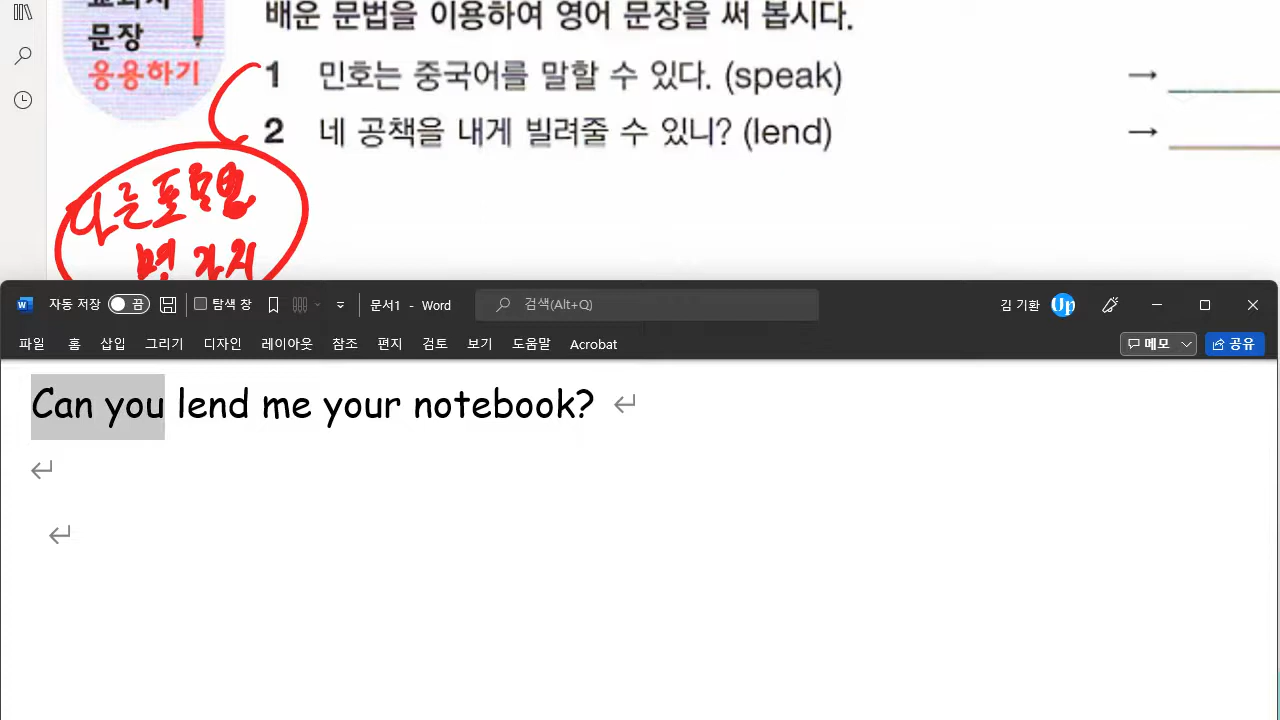 배운 문법을 이용하여 영어 문장을 써 봅시다.
문장
응용하기
1 민호는 중국어를 말할 수 있다. (speak) →
2 네 공책을 내게 빌려줄 수 있니? (lend) →
다른 표현
몇 가지
자동 저장 끔 탐색 창 문서1 - Word 검색(Alt+Q) 김 기환 Up
파일 홈 삽입 그리기 디자인 레이아웃 참조 편지 검토 보기 도움말 Acrobat 메모 공유
Can you lend me your notebook?